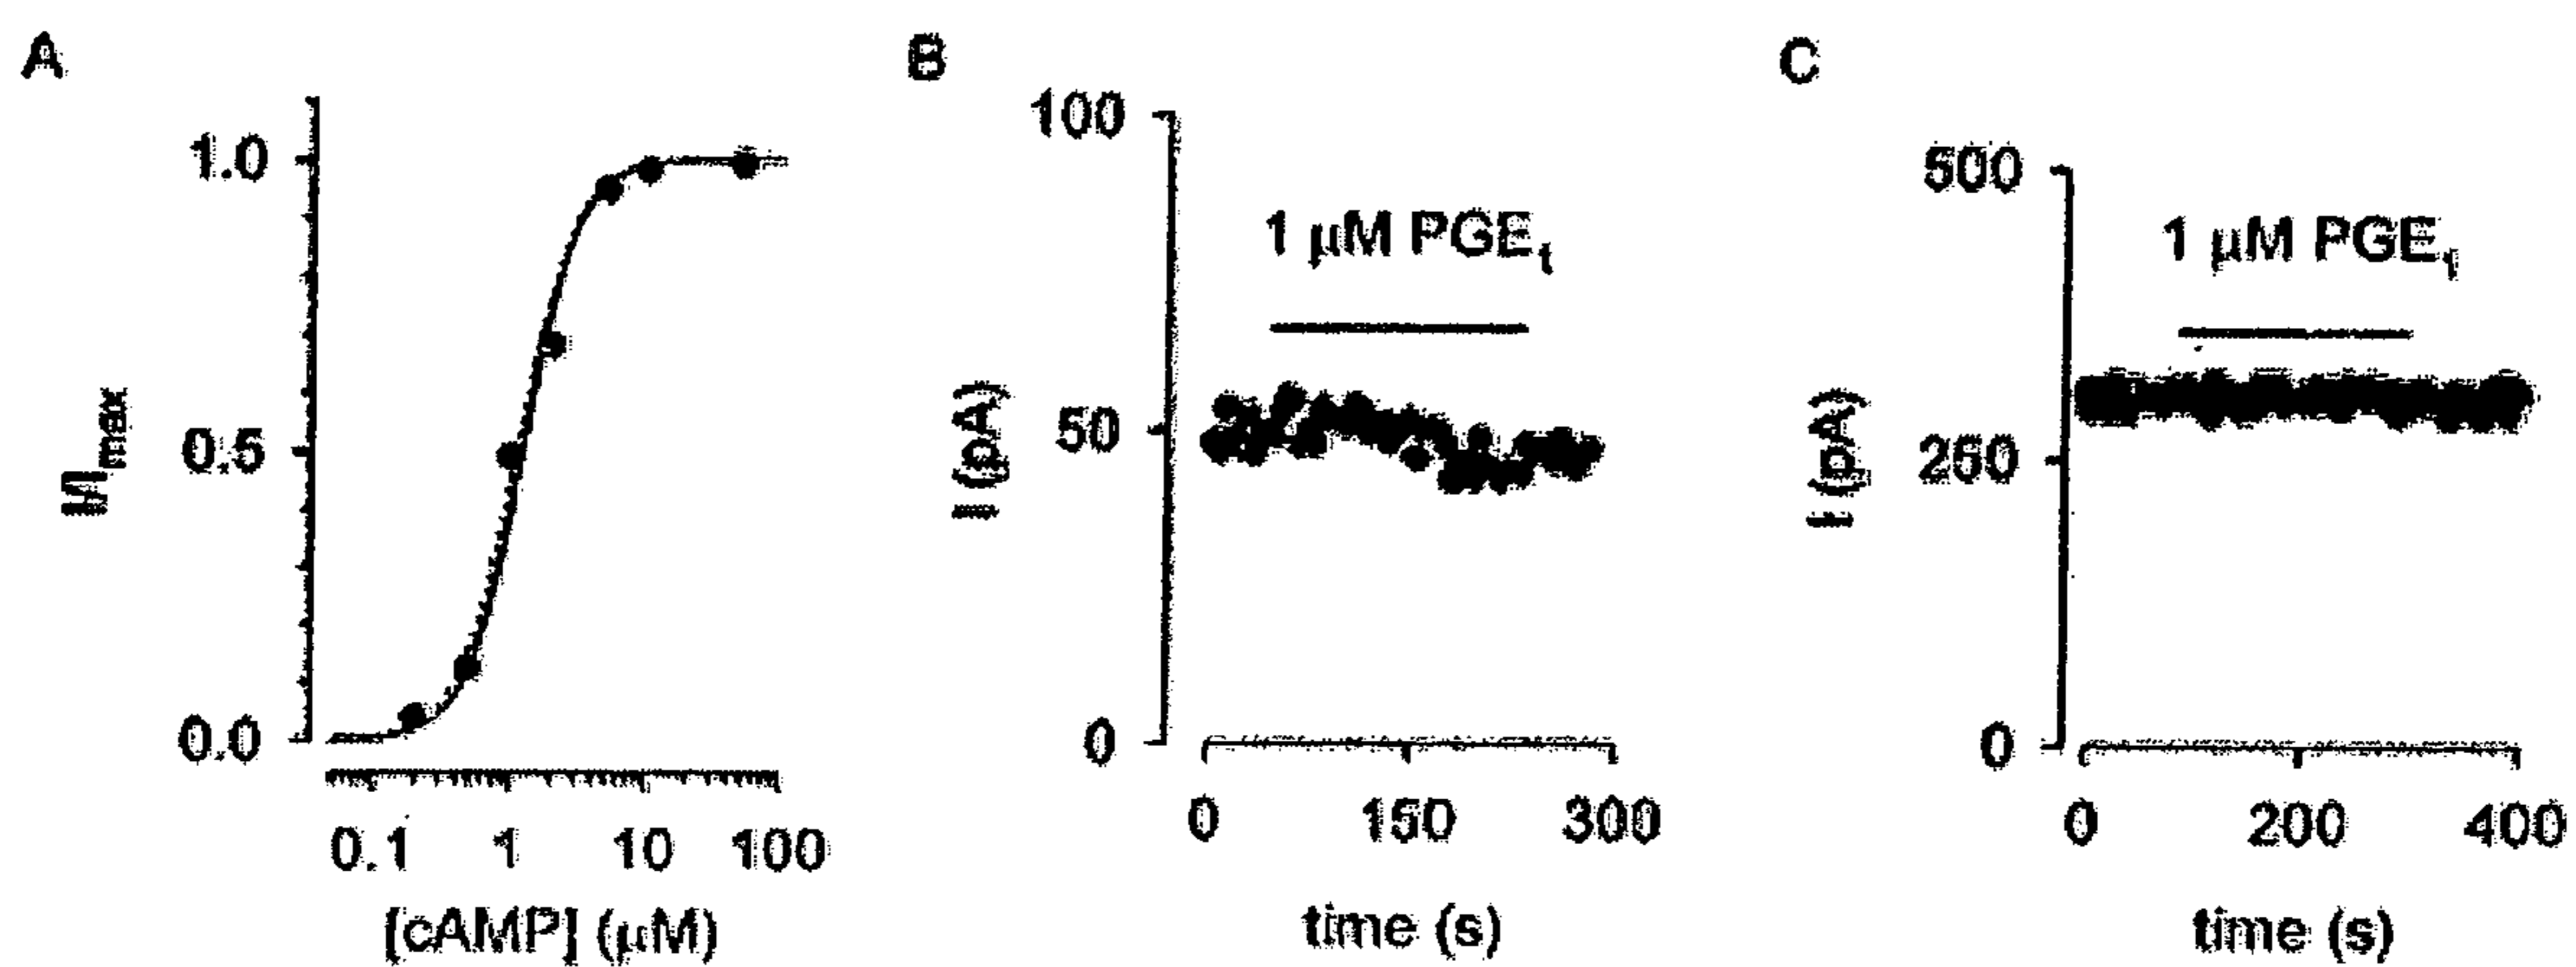 A
1.0
0.5
0.0
I/Imax
0.1 1 10 100
[cAMP] (μM)
B
100
50
0
I (pA)
1 μM PGE1
0 150 300
time (s)
C
500
250
0
I (pA)
1 μM PGE1
0 200 400
time (s)